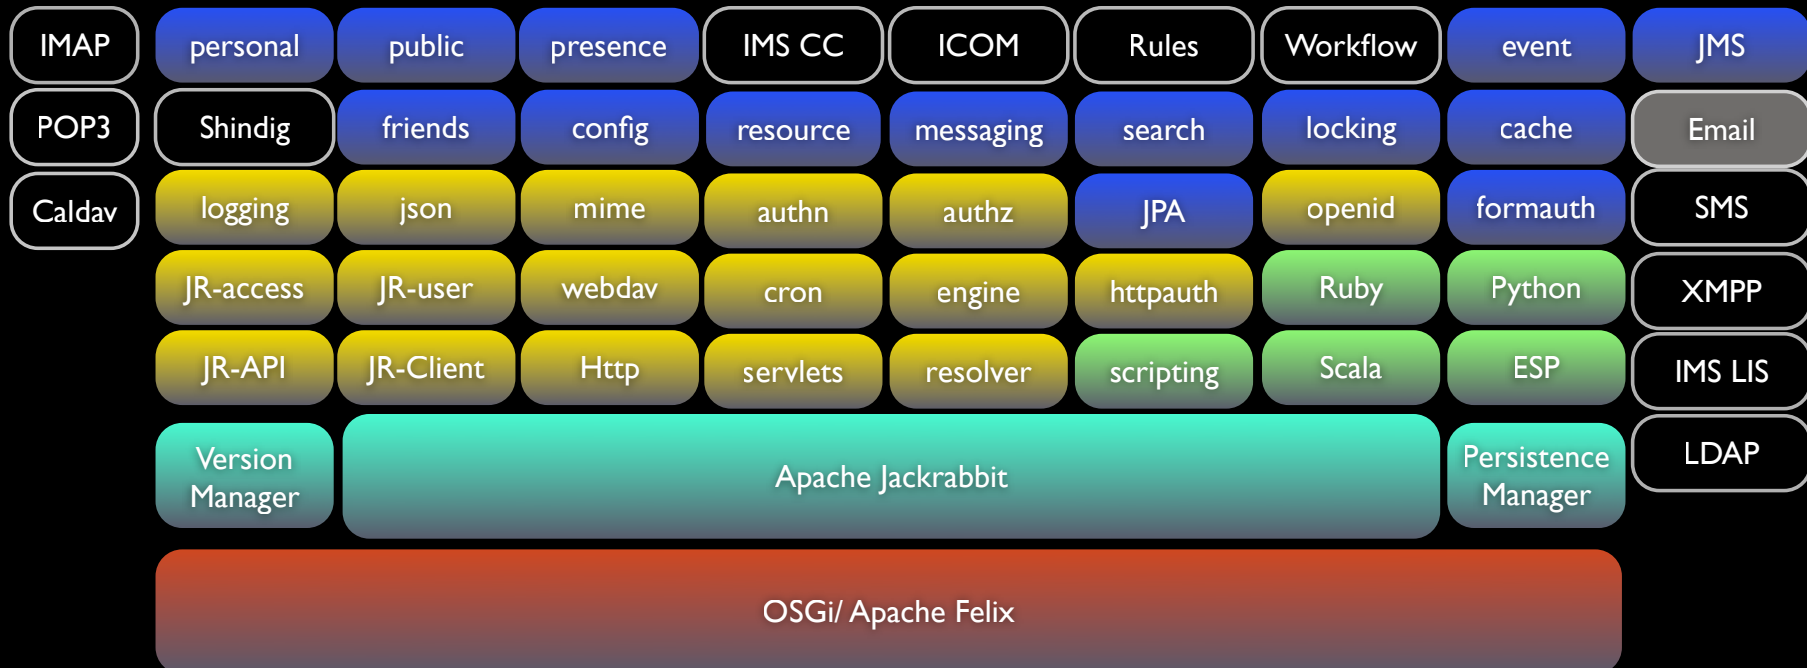 IMAP
personal
public
presence
IMS CC
ICOM
Rules
Workflow
event
JMS
POP3
Shindig
friends
config
resource
messaging
search
locking
cache
Email
Caldav
logging
json
mime
authn
authz
JPA
openid
formauth
SMS
JR-access
JR-user
webdav
cron
engine
httpauth
Ruby
Python
XMPP
JR-API
JR-Client
Http
servlets
resolver
scripting
Scala
ESP
IMS LIS
Version
Manager
Apache Jackrabbit
Persistence
Manager
LDAP
OSGi/ Apache Felix